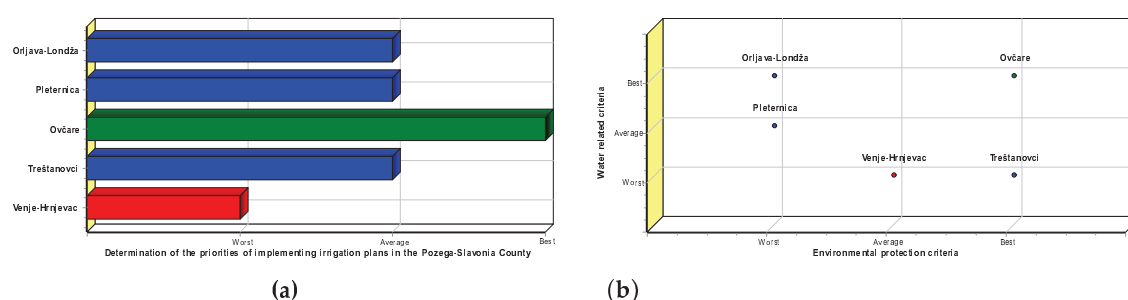 Orljava-Londža
Pleternica
Ovčare
Treštanovci
Venje-Hrnjevac
Worst
Average
Best
Determination of the priorities of implementing irrigation plans in the Pozega-Slavonia County
(a)
Water related criteria
Best
Average
Worst
Orljava-Londža
Ovčare
Pleternica
Venje-Hrnjevac
Treštanovci
Worst
Average
Best
Environmental protection criteria
(b)